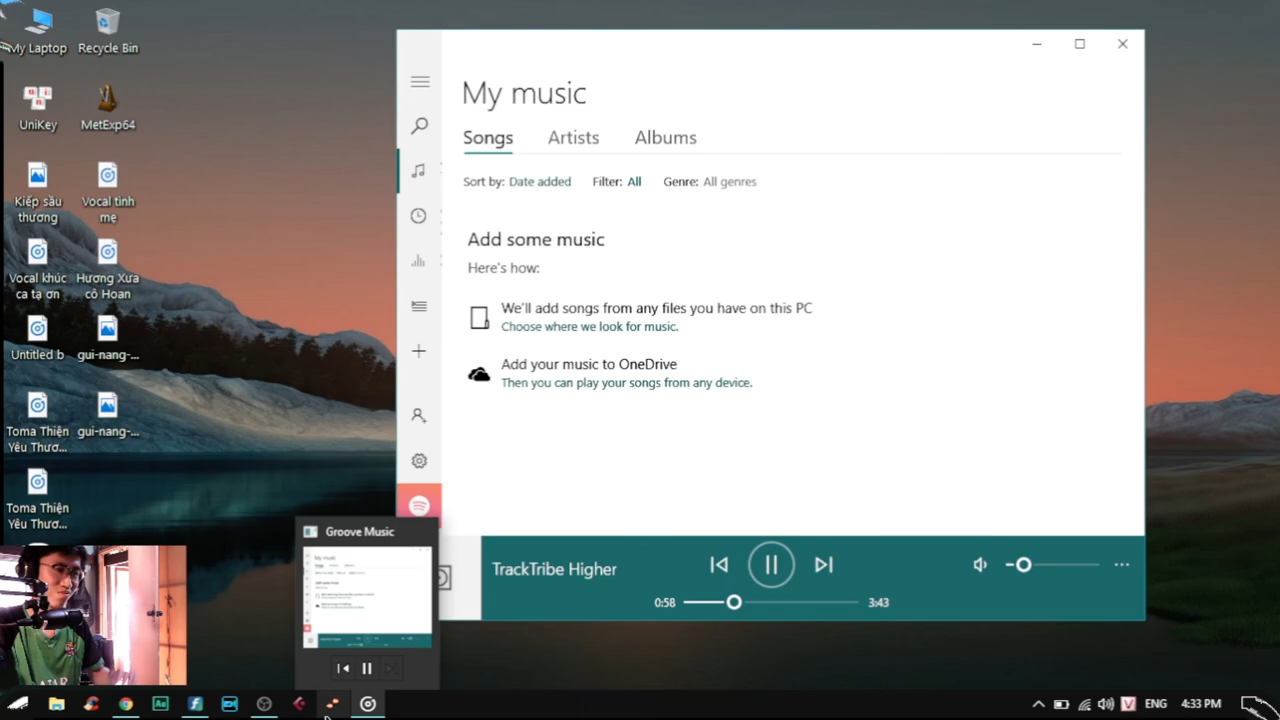 My Laptop
Recycle Bin
UniKey
MetExp64
Kiếp sầu
thương
Vocal tình
mẹ
Vocal khúc
ca tạ ơn
Hương Xưa
cô Hoan
Untitled b
gui-nang-...
Toma Thiện
Yêu Thươ...
gui-nang-...
Toma Thiện
Yêu Thươ...
My music
Songs
Artists
Albums
Sort by: Date added
Filter: All
Genre: All genres
Add some music
Here's how:
We'll add songs from any files you have on this PC
Choose where we look for music.
Add your music to OneDrive
Then you can play your songs from any device.
Groove Music
TrackTribe Higher
0:58
3:43
ENG
4:33 PM